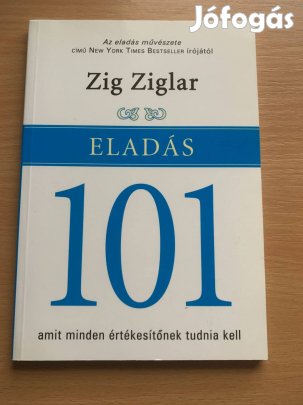 Jófogás
Az eladás művészete
című New York Times Bestseller írójától
Zig Ziglar
ELADÁS
101
amit minden értékesítőnek tudnia kell